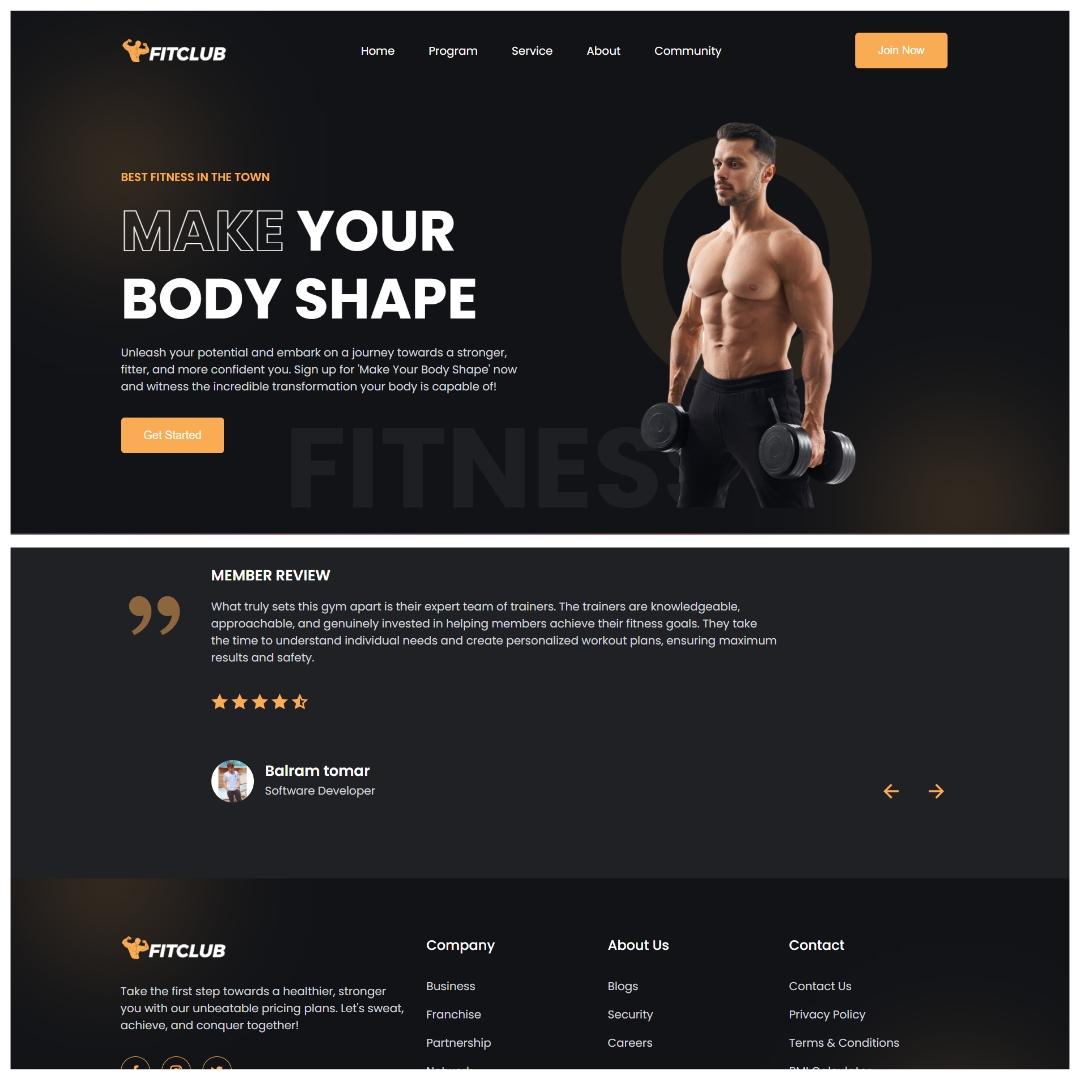 FITCLUB
Home
Program
Service
About
Community
Join Now
BEST FITNESS IN THE TOWN
MAKE YOUR
BODY SHAPE
Unleash your potential and embark on a journey towards a stronger,
fitter, and more confident you. Sign up for 'Make Your Body Shape' now
and witness the incredible transformation your body is capable of!
Get Started
FITNESS
MEMBER REVIEW
What truly sets this gym apart is their expert team of trainers. The trainers are knowledgeable,
approachable, and genuinely invested in helping members achieve their fitness goals. They take
the time to understand individual needs and create personalized workout plans, ensuring maximum
results and safety.
Balram tomar
Software Developer
FITCLUB
Take the first step towards a healthier, stronger
you with our unbeatable pricing plans. Let's sweat,
achieve, and conquer together!
Company
Business
Franchise
Partnership
About Us
Blogs
Security
Careers
Contact
Contact Us
Privacy Policy
Terms & Conditions